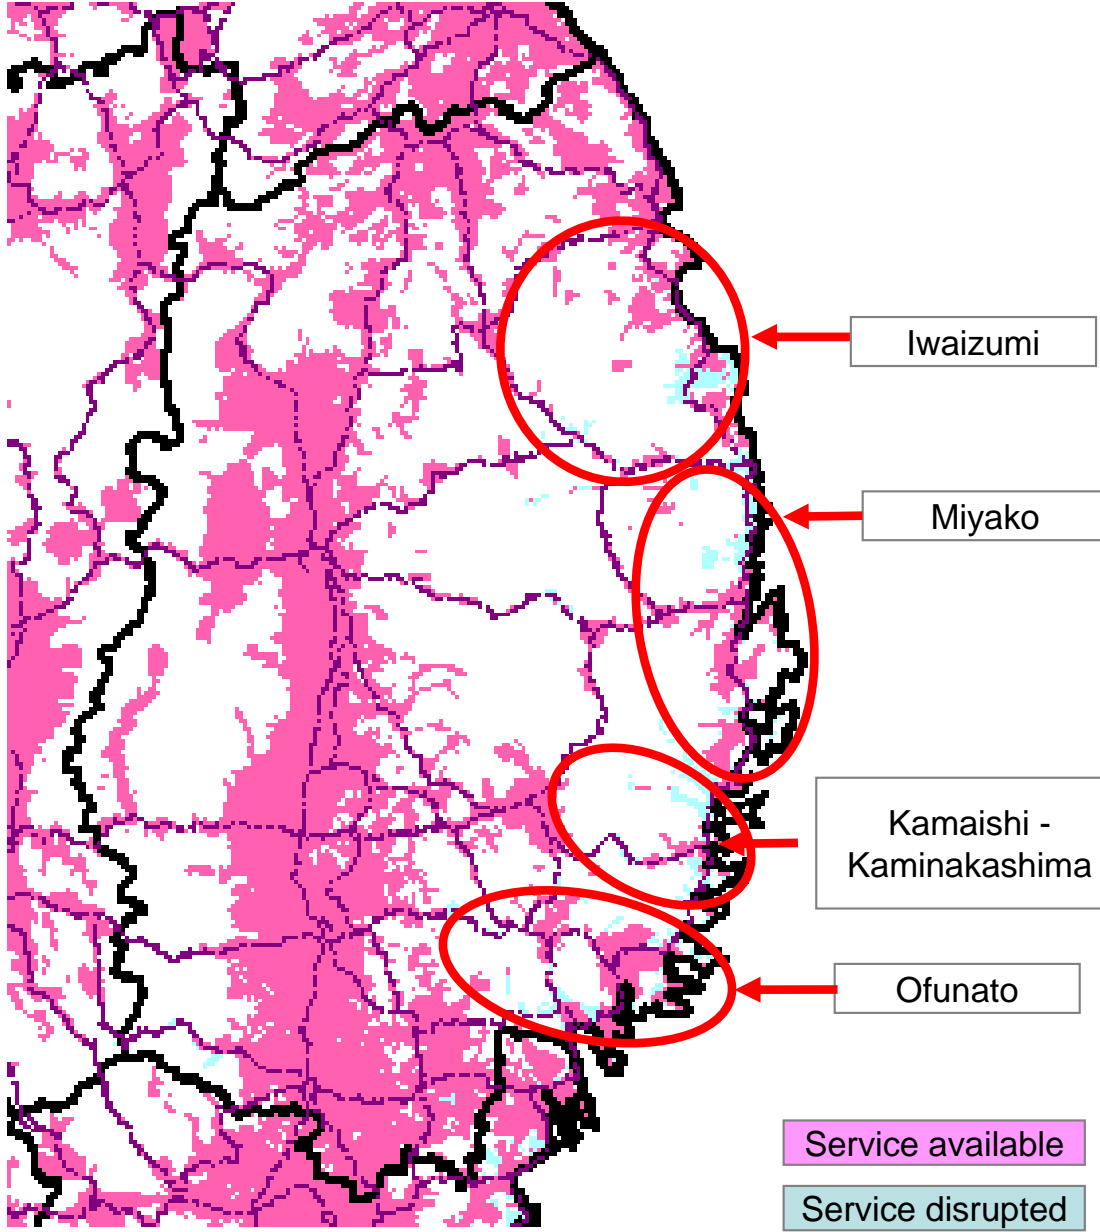 Iwaizumi
Miyako
Kamaishi -
Kaminakashima
Ofunato
Service available
Service disrupted